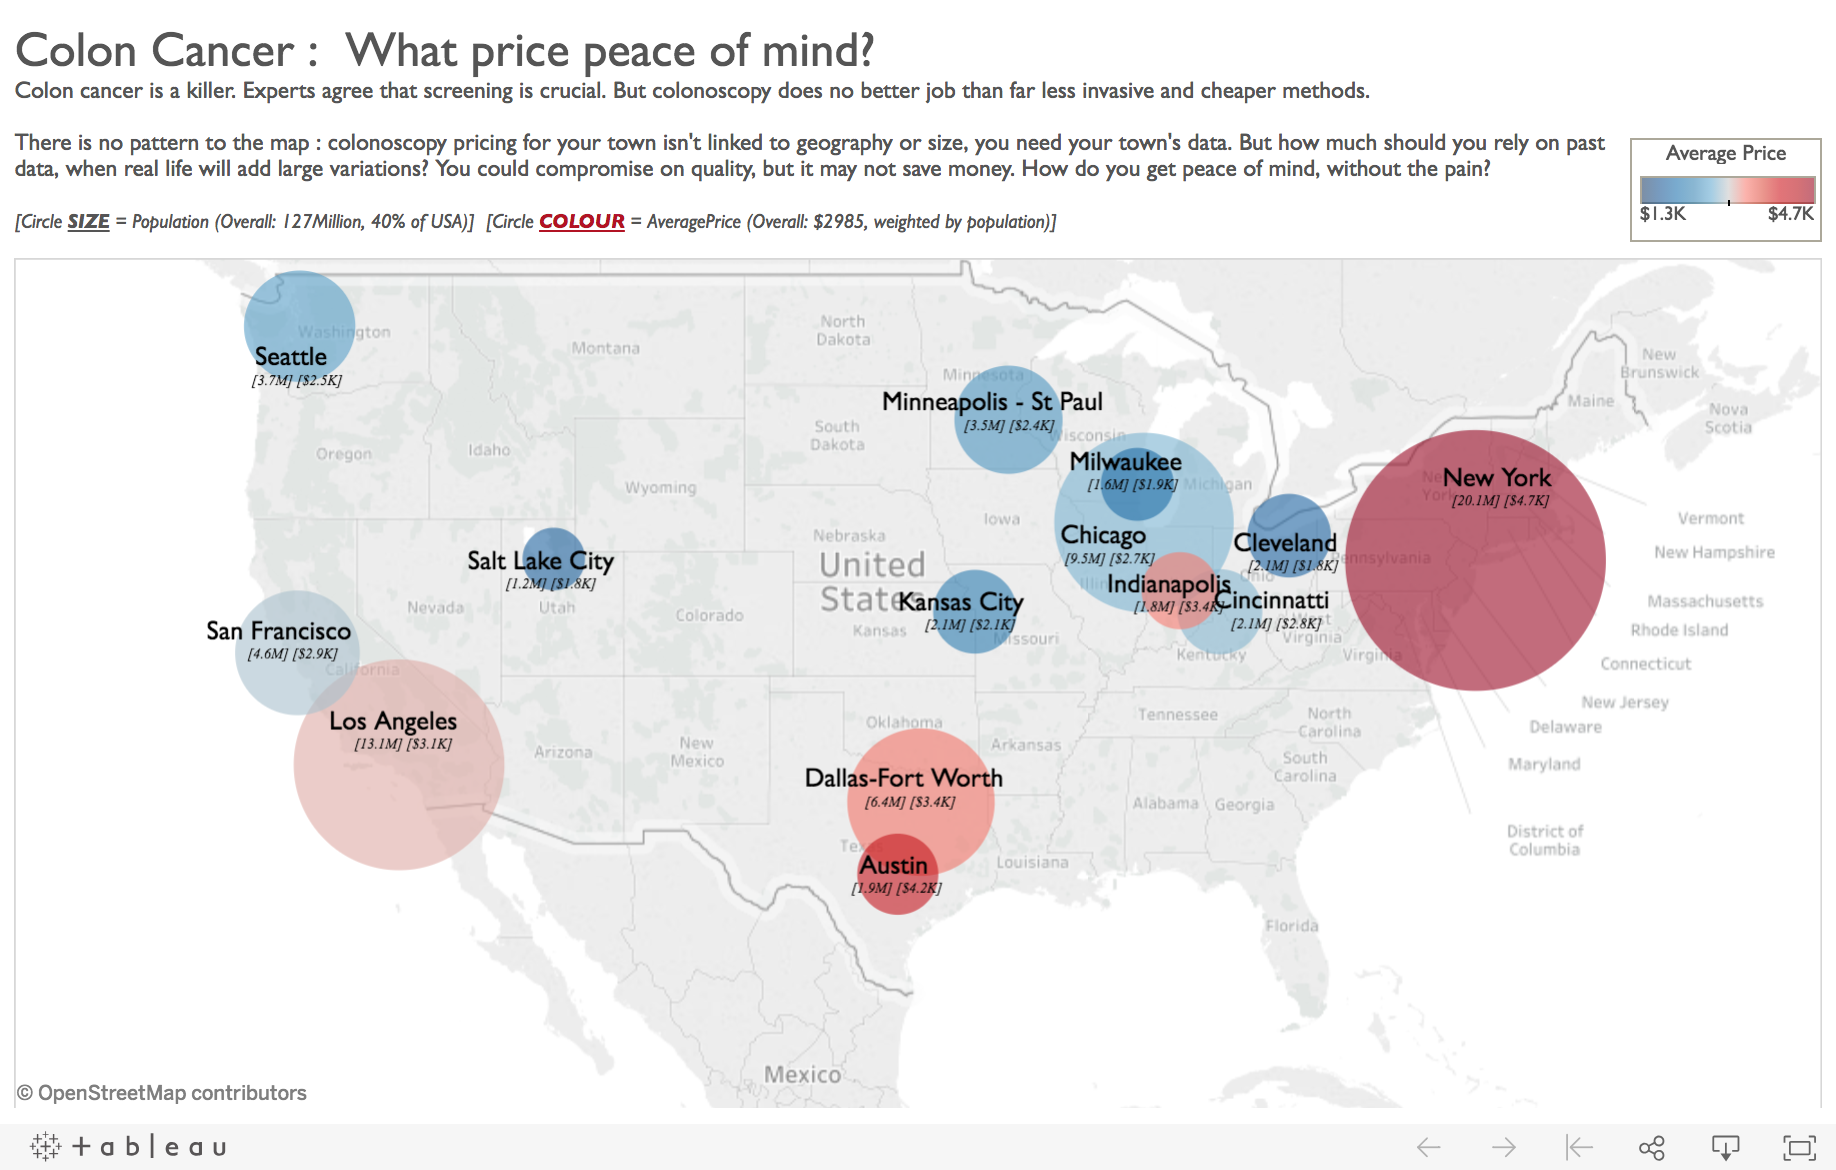 Colon Cancer :  What price peace of mind?
Colon cancer is a killer. Experts agree that screening is crucial. But colonoscopy does no better job than far less invasive and cheaper methods.
There is no pattern to the map : colonoscopy pricing for your town isn't linked to geography or size, you need your town's data. But how much should you rely on past
data, when real life will add large variations? You could compromise on quality, but it may not save money. How do you get peace of mind, without the pain?
[Circle SIZE = Population (Overall: 127Million, 40% of USA)]  [Circle COLOUR = AveragePrice (Overall: $2985, weighted by population)]
Average Price
$1.3K $4.7K
Washington
Seattle
[3.7M] [$2.5K]
Montana
North
Dakota
Minnesota
Minneapolis - St Paul
[3.5M] [$2.4K]
New
Brunswick
Maine
Nova
Scotia
Oregon
Idaho
South
Dakota
Wisconsin
Milwaukee
[1.6M] [$1.9K]
Michigan
Wyoming
New York
New York
[20.1M] [$4.7K]
Iowa
Nebraska
Chicago
[9.5M] [$2.7K]
Cleveland
[2.1M] [$1.8K]
Pennsylvania
Vermont
New Hampshire
Salt Lake City
[1.2M] [$1.8K]
Utah
United
States
Kansas City
[2.1M] [$2.1K]
Indianapolis
[1.8M] [$3.4K]
Ohio
Cincinnatti
[2.1M] [$2.8K]
Massachusetts
Rhode Island
Connecticut
Nevada
Colorado
Kansas
Missouri
Illin
West
Virginia
Kentucky
Virginia
San Francisco
[4.6M] [$2.9K]
California
Los Angeles
[13.1M] [$3.1K]
Arizona
New
Mexico
Oklahoma
Arkansas
Tennessee
North
Carolina
South
Carolina
New Jersey
Delaware
Maryland
District of
Columbia
Dallas-Fort Worth
[6.4M] [$3.4K]
Alabama
Georgia
Tex
Louisiana
Austin
[1.9M] [$4.2K]
Florida
Mexico
© OpenStreetMap contributors
+ableau